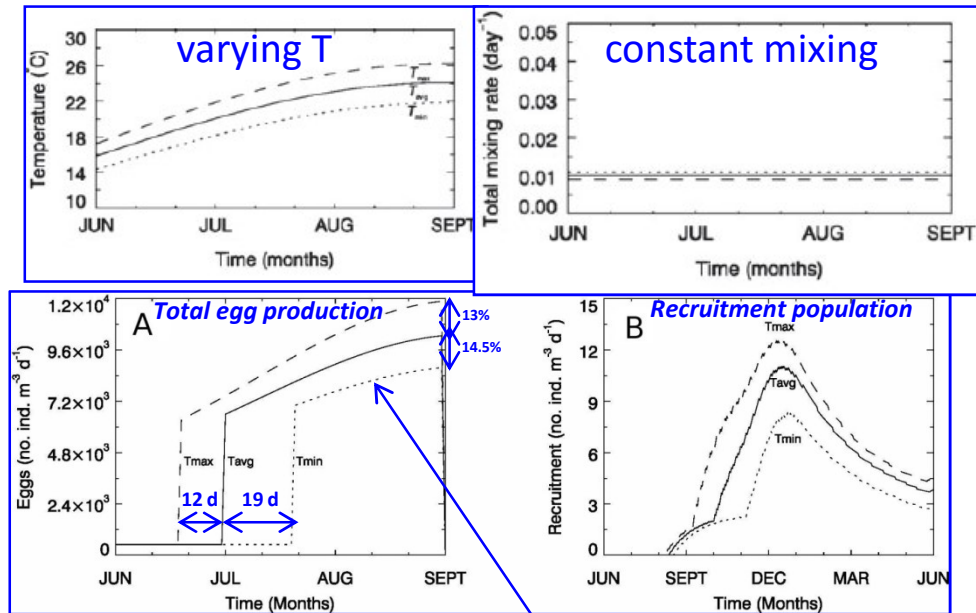 varying T
Temperature (°C)
30
26
22
18
14
10
Tmax
Tavg
Tmin
JUN JUL AUG SEPT
Time (months)
constant mixing
Total mixing rate (day⁻¹)
0.05
0.04
0.03
0.02
0.01
0.00
JUN JUL AUG SEPT
Time (months)
A Total egg production
Eggs (no. ind. m⁻³ d⁻¹)
1.2×10⁴
9.6×10³
7.2×10³
4.8×10³
2.4×10³
0
13%
14.5%
Tmax Tavg Tmin
12 d 19 d
JUN JUL AUG SEPT
Time (Months)
B Recruitment population
Recruitment (no. ind. m⁻³ d⁻¹)
15
12
9
6
3
0
Tmax
Tavg
Tmin
JUN SEPT DEC MAR JUN
Time (Months)